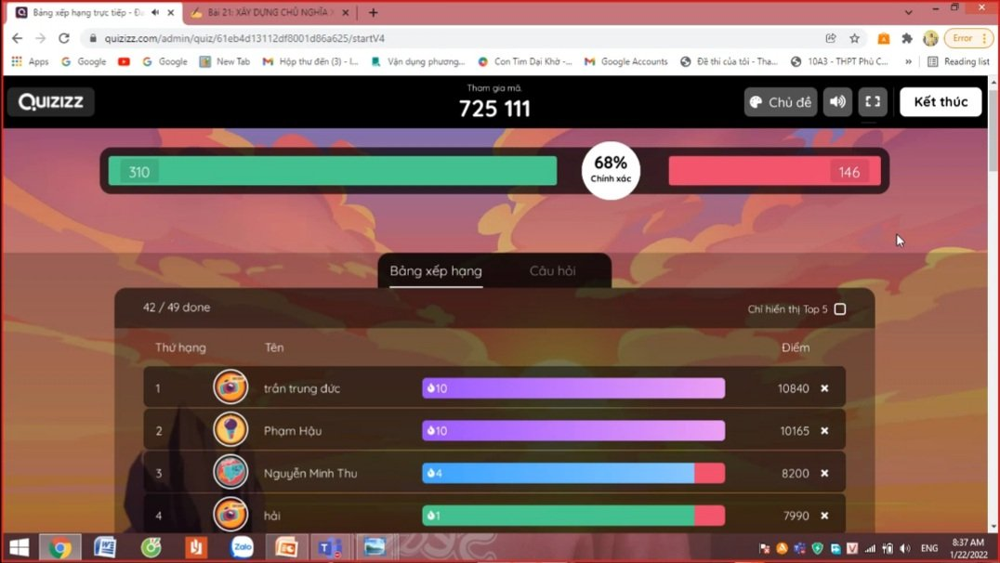 Bảng xếp hạng trực tiếp - Đa
Bài 21: XÂY DỰNG CHỦ NGHĨA X
quizizz.com/admin/quiz/61eb4d13112df8001d86a625/startV4
Error
Apps
Google
Google
New Tab
Hộp thư đến (3) - l...
Vận dụng phương...
Con Tim Dại Khờ -...
Google Accounts
Đề thi của tôi - Tha...
10A3 - THPT Phù C...
»
Reading list
Quizizz
Tham gia mã.
725 111
Chủ đề
Kết thúc
310
68%
Chính xác
146
Bảng xếp hạng
Câu hỏi
42 / 49 done
Chỉ hiển thị Top 5
Thứ hạng
Tên
Điểm
1 trần trung đức 10 10840
2 Phạm Hậu 10 10165
3 Nguyễn Minh Thu 4 8200
4 hải 1 7990
Zalo
ENG
8:37 AM
1/22/2022